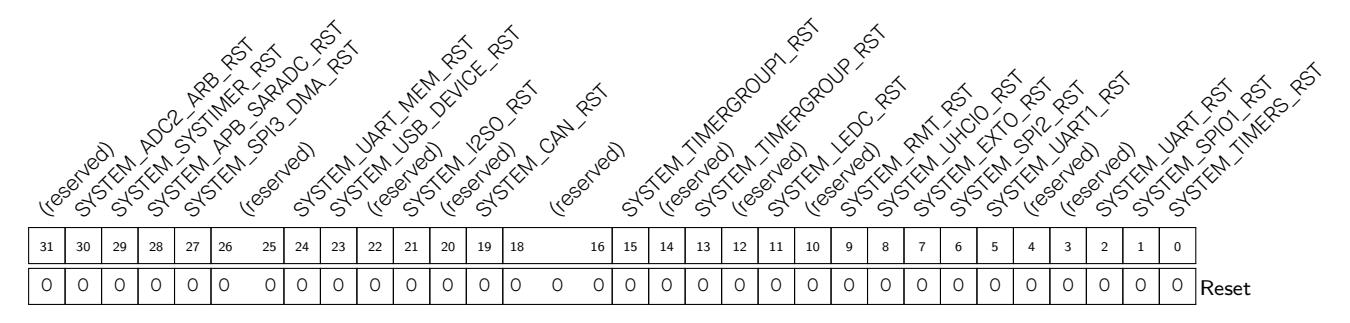 (reserved)
SYSTEM_ADC2_ARB_RST
SYSTEM_SYSTIMER_RST
SYSTEM_APB_SARADC_RST
SYSTEM_SPI3_DMA_RST
(reserved)
SYSTEM_UART_MEM_RST
SYSTEM_USB_DEVICE_RST
(reserved)
SYSTEM_I2S0_RST
(reserved)
SYSTEM_CAN_RST
(reserved)
SYSTEM_TIMERGROUP1_RST
(reserved)
SYSTEM_TIMERGROUP_RST
(reserved)
SYSTEM_LEDC_RST
(reserved)
SYSTEM_RMT_RST
SYSTEM_UHCI0_RST
SYSTEM_EXT0_RST
SYSTEM_SPI2_RST
SYSTEM_UART1_RST
(reserved)
(reserved)
SYSTEM_UART_RST
SYSTEM_SPI01_RST
SYSTEM_TIMERS_RST
31 30 29 28 27 26 25 24 23 22 21 20 19 18 16 15 14 13 12 11 10 9 8 7 6 5 4 3 2 1 0
0 0 0 0 0 0 0 0 0 0 0 0 0 0 0 0 0 0 0 0 0 0 0 0 0 0 0 0 0 0 0 0 Reset